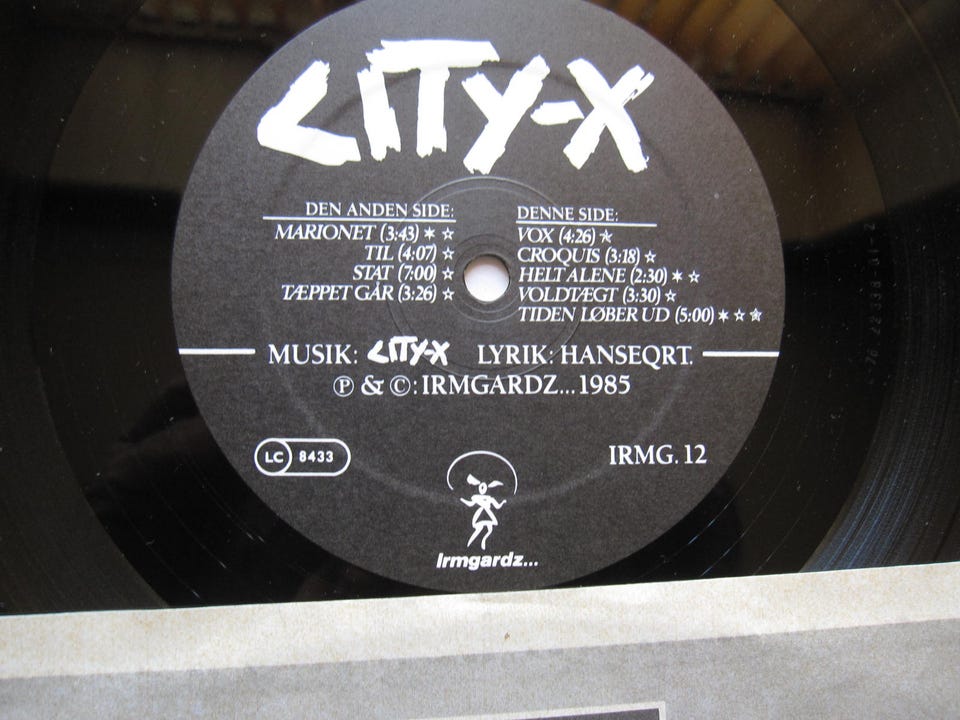 CITY-X
DEN ANDEN SIDE:
MARIONET (3:43) ✶ ☆
TIL (4:07) ☆
STAT (7:00) ☆
TÆPPET GÅR (3:26) ☆
DENNE SIDE:
VOX (4:26) ☆
CROQUIS (3:18) ☆
HELT ALENE (2:30) ✶ ☆
VOLDTÆGT (3:30) ☆
TIDEN LØBER UD (5:00) ✶ ☆ ✯
MUSIK: CITY-X LYRIK: HANSEQRT.
Ⓟ & ©: IRMGARDZ... 1985
LC 8433
IRMG. 12
Irmgardz...